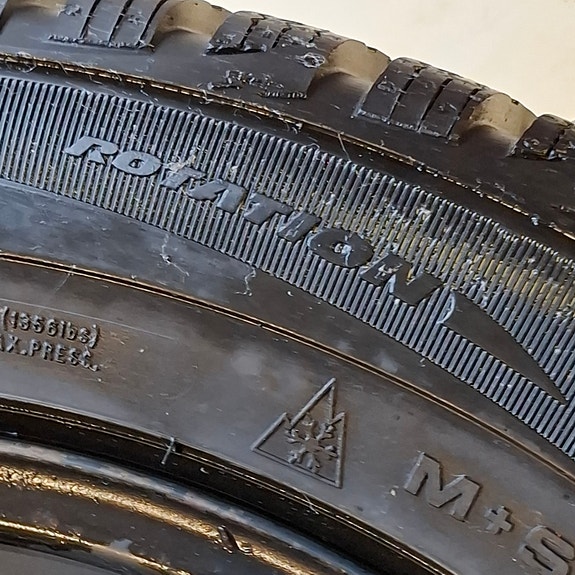 ROTATION
(1356lbs)
AX.PRESS.
M+S